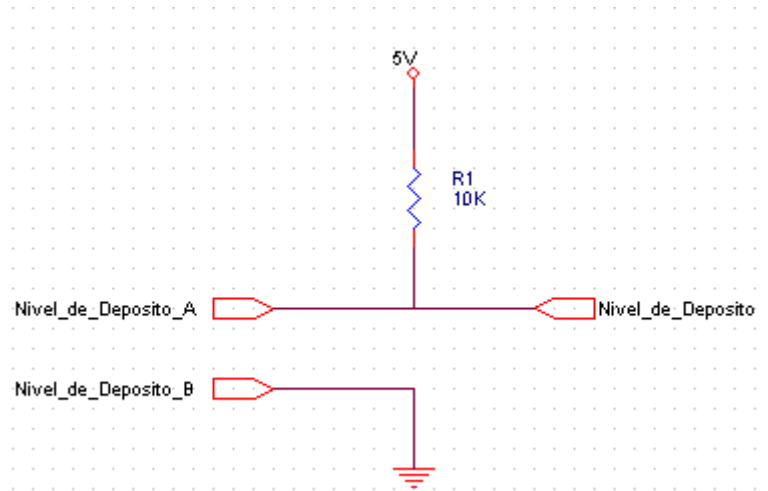 5V
R1
10K
Nivel_de_Deposito_A
Nivel_de_Deposito
Nivel_de_Deposito_B